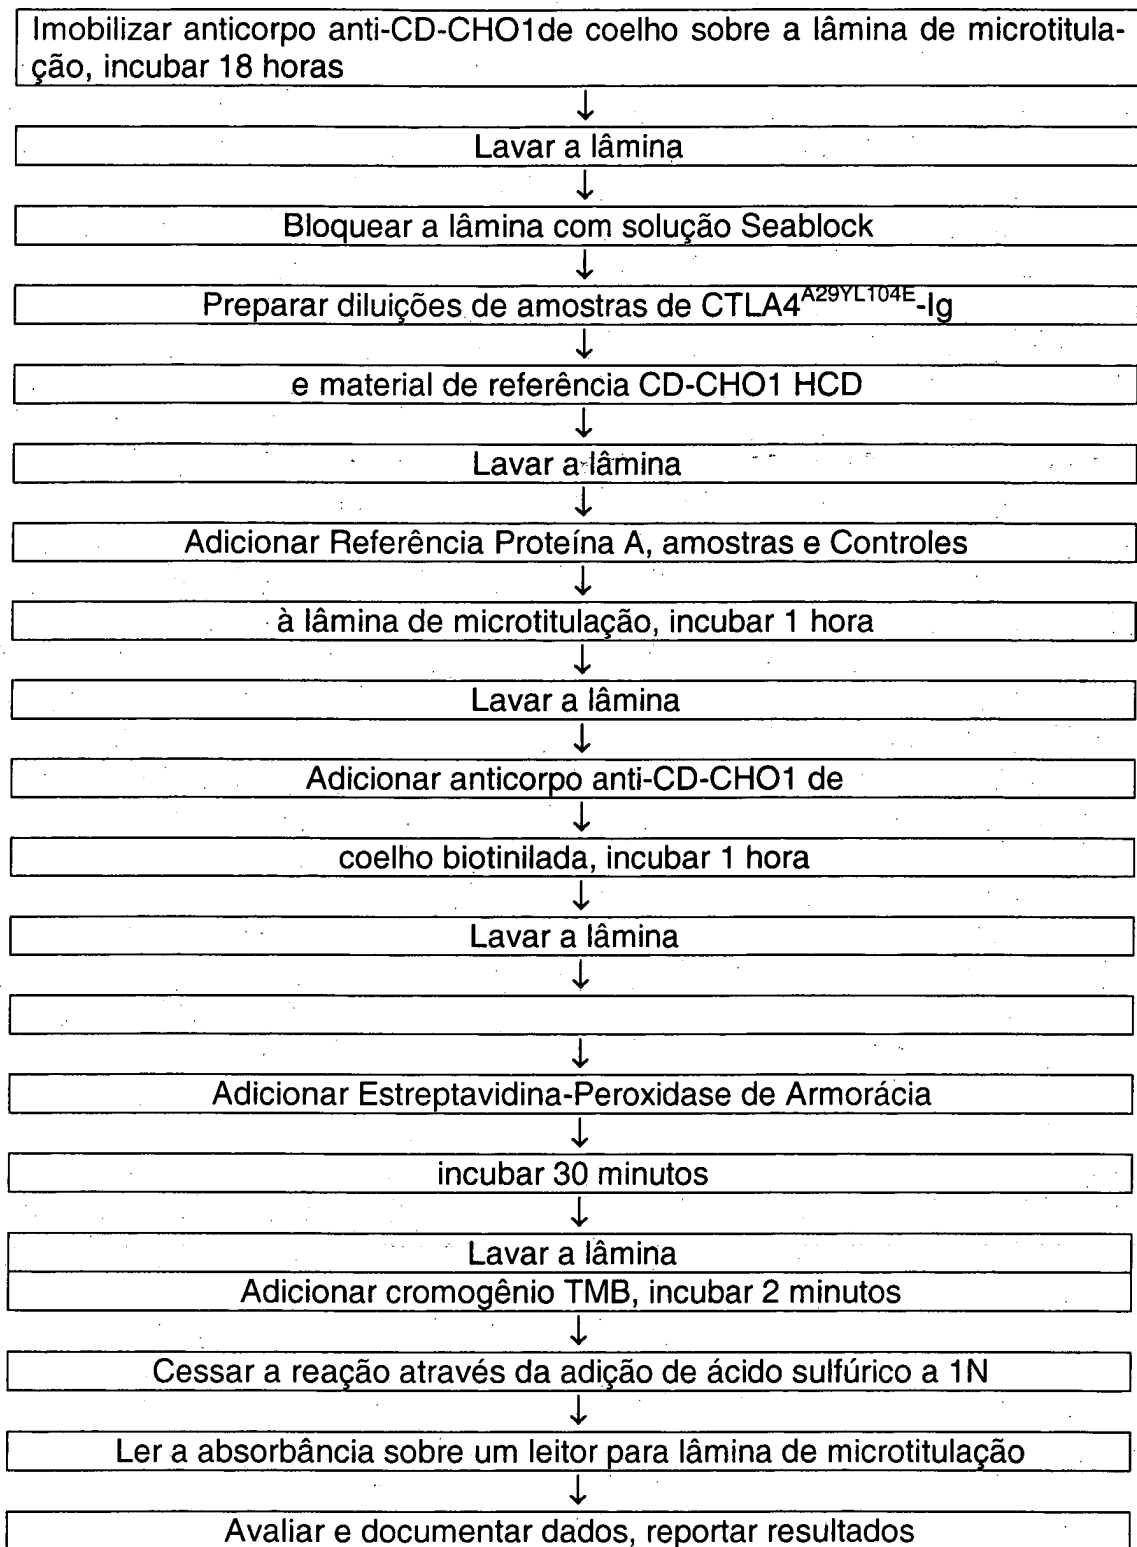 Imobilizar anticorpo anti-CD-CHO1de coelho sobre a lâmina de microtitula-
ção, incubar 18 horas
Lavar a lâmina
Bloquear a lâmina com solução Seablock
Preparar diluições de amostras de CTLA4^A29YL104E-Ig
e material de referência CD-CHO1 HCD
Lavar a lâmina
Adicionar Referência Proteína A, amostras e Controles
à lâmina de microtitulação, incubar 1 hora
Lavar a lâmina
Adicionar anticorpo anti-CD-CHO1 de
coelho biotinilada, incubar 1 hora
Lavar a lâmina
Adicionar Estreptavidina-Peroxidase de Armorácia
incubar 30 minutos
Lavar a lâmina
Adicionar cromogênio TMB, incubar 2 minutos
Cessar a reação através da adição de ácido sulfúrico a 1N
Ler a absorbância sobre um leitor para lâmina de microtitulação
Avaliar e documentar dados, reportar resultados